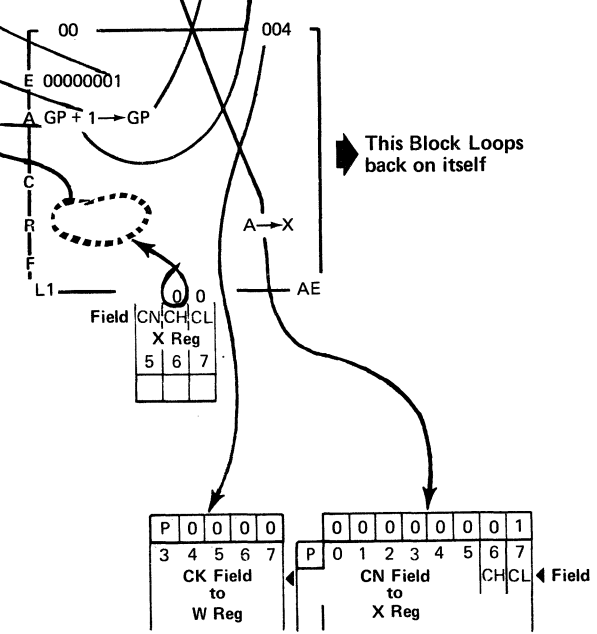 00 004
E 00000001
A GP + 1→GP
This Block Loops
back on itself
C
R A→X
F
L1 0 0 AE
Field CN CH CL
X Reg
5 6 7
P 0 0 0 0 0 0 0 0 0 0 0 1
3 4 5 6 7 P 0 1 2 3 4 5 6 7
CK Field CN Field CH CL Field
to to
W Reg X Reg